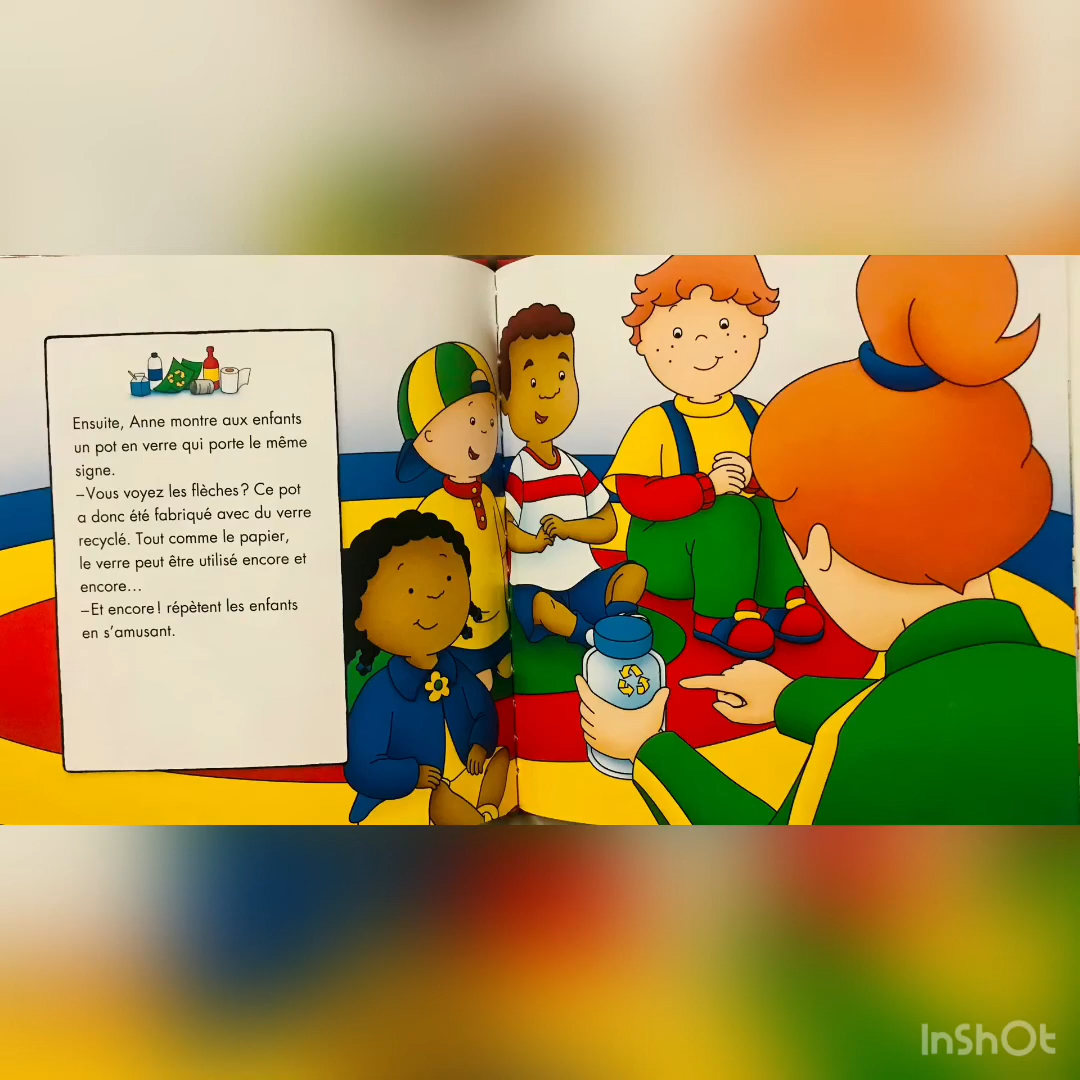 Ensuite, Anne montre aux enfants
un pot en verre qui porte le même
signe.
–Vous voyez les flèches? Ce pot
a donc été fabriqué avec du verre
recyclé. Tout comme le papier,
le verre peut être utilisé encore et
encore...
–Et encore! répètent les enfants
en s'amusant.
InShOt